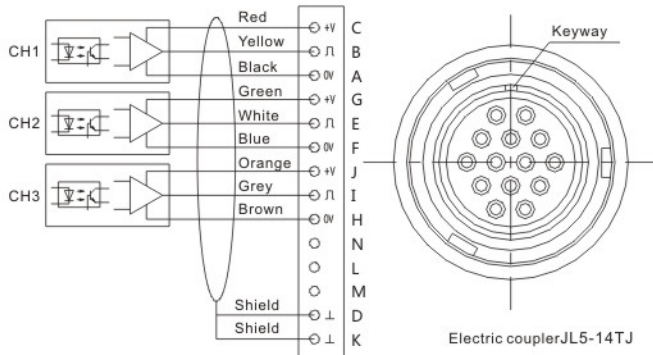 Red +V C
CH1 Yellow ⎍ B
Black 0V A
Green +V G
CH2 White ⎍ E
Blue 0V F
Orange +V J
CH3 Grey ⎍ I
Brown 0V H
N
L
M
Shield ⊥ D
Shield ⊥ K
Keyway
Electric couplerJL5-14TJ